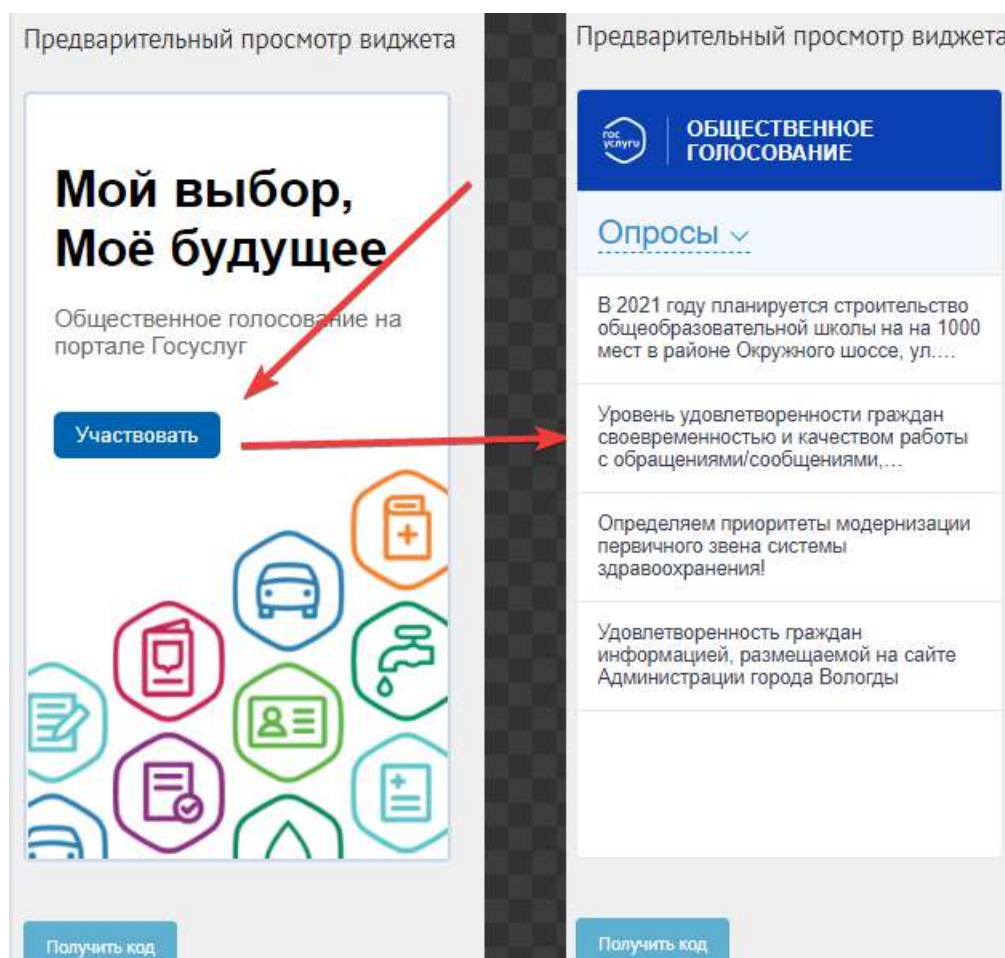 Предварительный просмотр виджета
Мой выбор,
Моё будущее
Общественное голосование на
портале Госуслуг
Участвовать
Получить код
Предварительный просмотр виджета
гос
услуги
ОБЩЕСТВЕННОЕ
ГОЛОСОВАНИЕ
Опросы
В 2021 году планируется строительство
общеобразовательной школы на на 1000
мест в районе Окружного шоссе, ул....
Уровень удовлетворенности граждан
своевременностью и качеством работы
с обращениями/сообщениями,...
Определяем приоритеты модернизации
первичного звена системы
здравоохранения!
Удовлетворенность граждан
информацией, размещаемой на сайте
Администрации города Вологды
Получить код